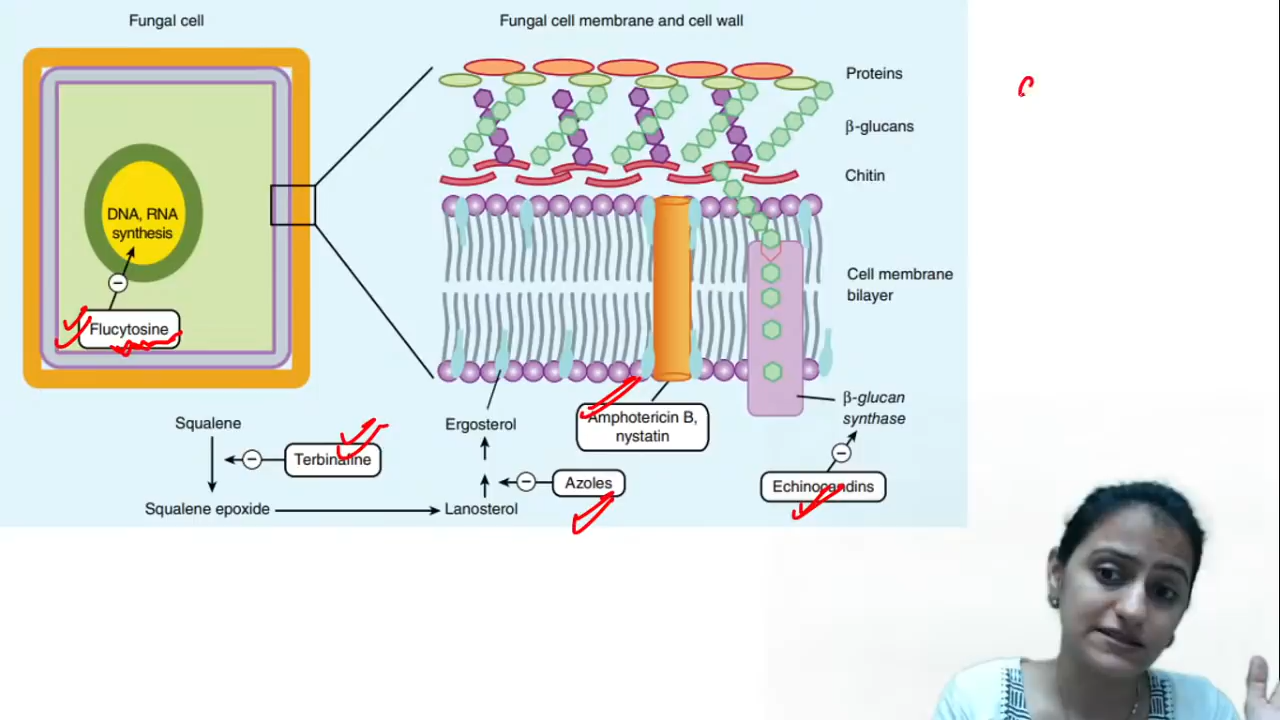 Fungal cell
Fungal cell membrane and cell wall
Proteins
β-glucans
Chitin
DNA, RNA
synthesis
Flucytosine
Cell membrane
bilayer
β-glucan
synthase
Squalene
Terbinafine
Squalene epoxide
Ergosterol
Azoles
Lanosterol
Amphotericin B,
nystatin
Echinocandins